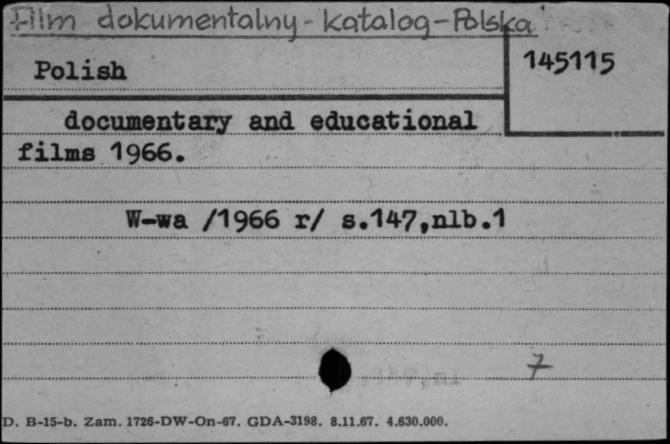 Film dokumentalny - katalog - Polska
145115
Polish
documentary and educational
films 1966.
W-wa /1966 r/ s.147,nlb.1
7
D. B-15-b. Zam. 1726-DW-On-67. GDA-3198. 8.11.67. 4.630.000.